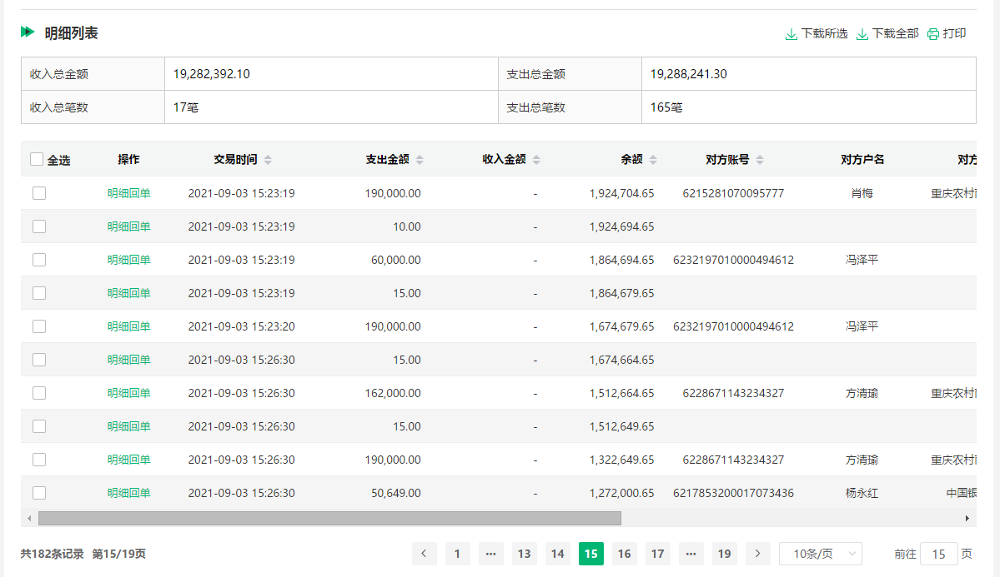 明细列表 下载所选 下载全部 打印
收入总金额 19,282,392.10 支出总金额 19,288,241.30
收入总笔数 17笔 支出总笔数 165笔
全选 操作 交易时间 支出金额 收入金额 余额 对方账号 对方户名 对方
明细回单 2021-09-03 15:23:19 190,000.00 - 1,924,704.65 6215281070095777 肖梅 重庆农村
明细回单 2021-09-03 15:23:19 10.00 - 1,924,694.65
明细回单 2021-09-03 15:23:19 60,000.00 - 1,864,694.65 6232197010000494612 冯泽平
明细回单 2021-09-03 15:23:19 15.00 - 1,864,679.65
明细回单 2021-09-03 15:23:20 190,000.00 - 1,674,679.65 6232197010000494612 冯泽平
明细回单 2021-09-03 15:26:30 15.00 - 1,674,664.65
明细回单 2021-09-03 15:26:30 162,000.00 - 1,512,664.65 6228671143234327 方清瑜 重庆农村
明细回单 2021-09-03 15:26:30 15.00 - 1,512,649.65
明细回单 2021-09-03 15:26:30 190,000.00 - 1,322,649.65 6228671143234327 方清瑜 重庆农村
明细回单 2021-09-03 15:26:30 50,649.00 - 1,272,000.65 6217853200017073436 杨永红 中国银
共182条记录 第15/19页 1 ··· 13 14 15 16 17 ··· 19 10条/页 前往 15 页